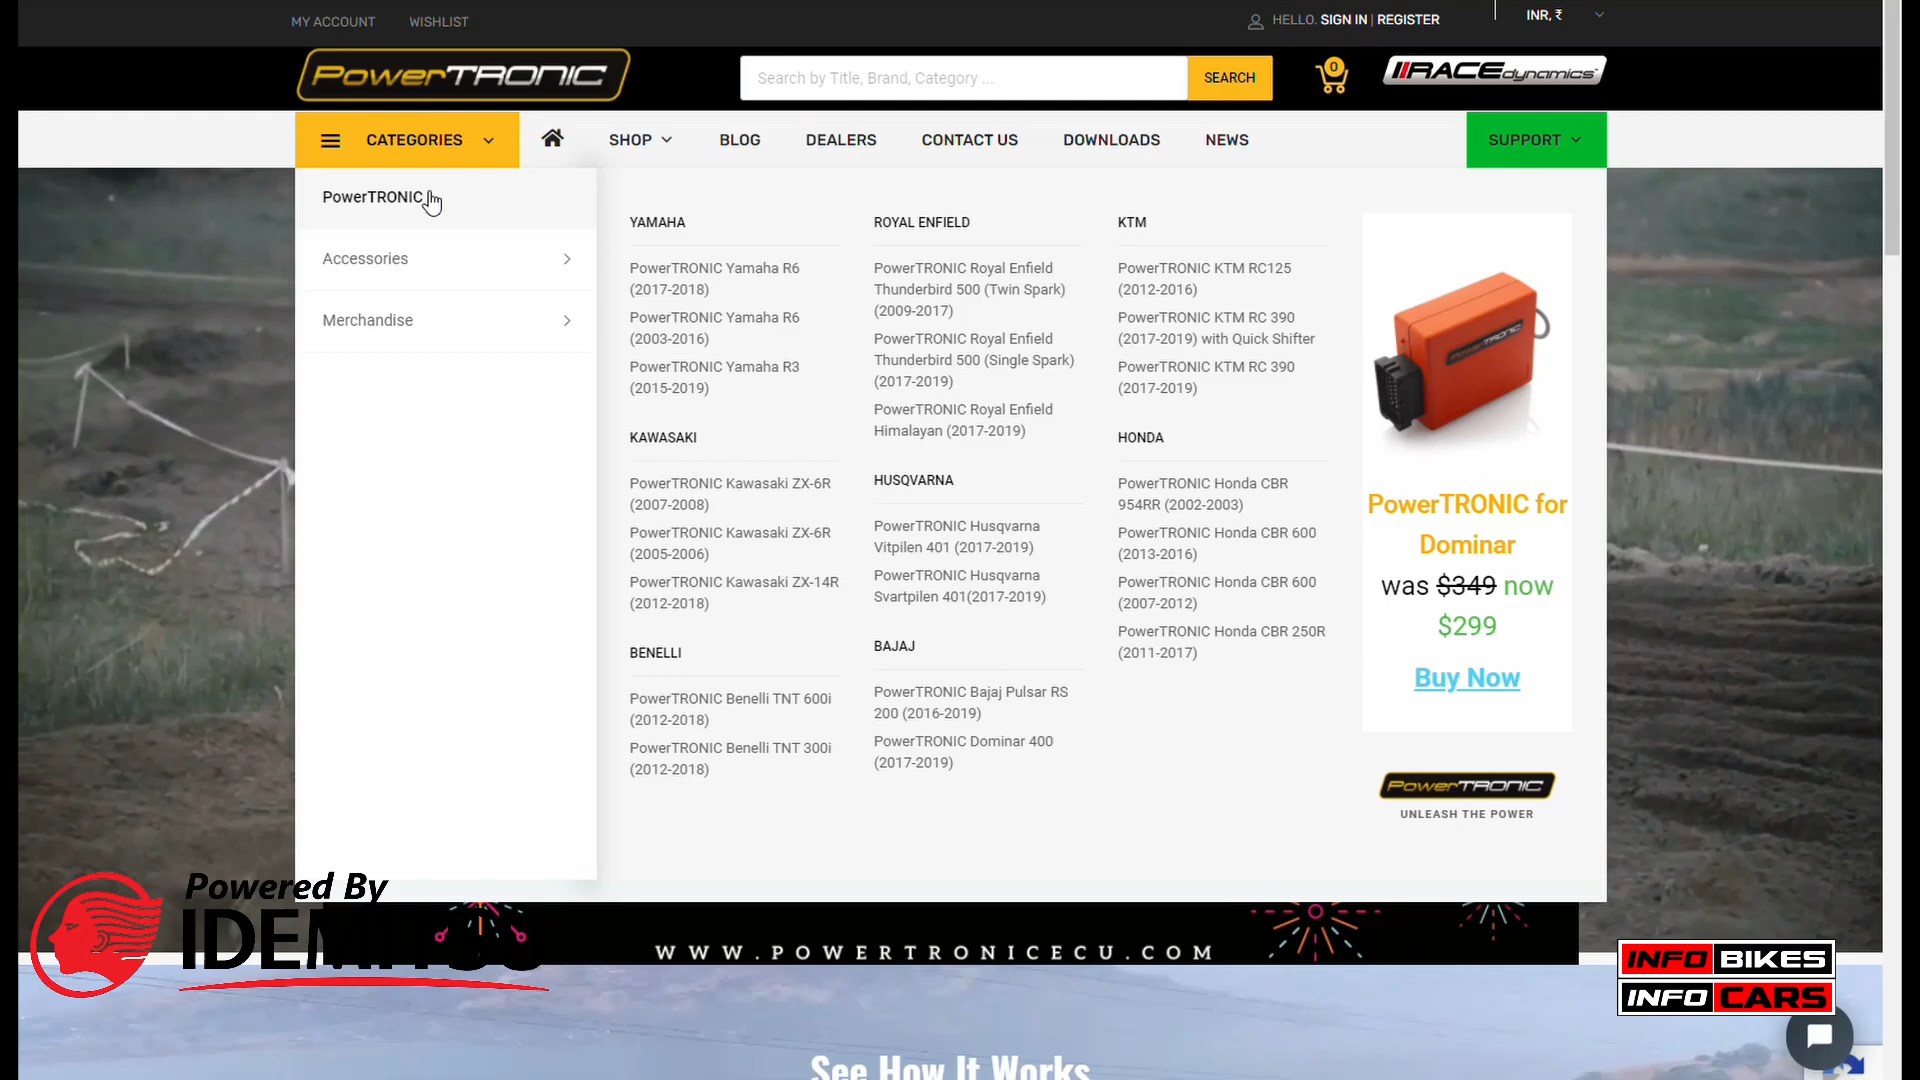 MY ACCOUNT WISHLIST
HELLO. SIGN IN | REGISTER
INR, ₹
PowerTRONIC
Search by Title, Brand, Category ...
SEARCH
0
RACE dynamics
CATEGORIES
SHOP
BLOG
DEALERS
CONTACT US
DOWNLOADS
NEWS
SUPPORT
PowerTRONIC
Accessories
Merchandise
YAMAHA
PowerTRONIC Yamaha R6
(2017-2018)
PowerTRONIC Yamaha R6
(2003-2016)
PowerTRONIC Yamaha R3
(2015-2019)
KAWASAKI
PowerTRONIC Kawasaki ZX-6R
(2007-2008)
PowerTRONIC Kawasaki ZX-6R
(2005-2006)
PowerTRONIC Kawasaki ZX-14R
(2012-2018)
BENELLI
PowerTRONIC Benelli TNT 600i
(2012-2018)
PowerTRONIC Benelli TNT 300i
(2012-2018)
ROYAL ENFIELD
PowerTRONIC Royal Enfield
Thunderbird 500 (Twin Spark)
(2009-2017)
PowerTRONIC Royal Enfield
Thunderbird 500 (Single Spark)
(2017-2019)
PowerTRONIC Royal Enfield
Himalayan (2017-2019)
HUSQVARNA
PowerTRONIC Husqvarna
Vitpilen 401 (2017-2019)
PowerTRONIC Husqvarna
Svartpilen 401(2017-2019)
BAJAJ
PowerTRONIC Bajaj Pulsar RS
200 (2016-2019)
PowerTRONIC Dominar 400
(2017-2019)
KTM
PowerTRONIC KTM RC125
(2012-2016)
PowerTRONIC KTM RC 390
(2017-2019) with Quick Shifter
PowerTRONIC KTM RC 390
(2017-2019)
HONDA
PowerTRONIC Honda CBR
954RR (2002-2003)
PowerTRONIC Honda CBR 600
(2013-2016)
PowerTRONIC Honda CBR 600
(2007-2012)
PowerTRONIC Honda CBR 250R
(2011-2017)
PowerTRONIC
PowerTRONIC for
Dominar
was $349 now
$299
Buy Now
PowerTRONIC
UNLEASH THE POWER
Powered By
WWW.POWERTRONICECU.COM
INFO BIKES
INFO CARS
See How It Works